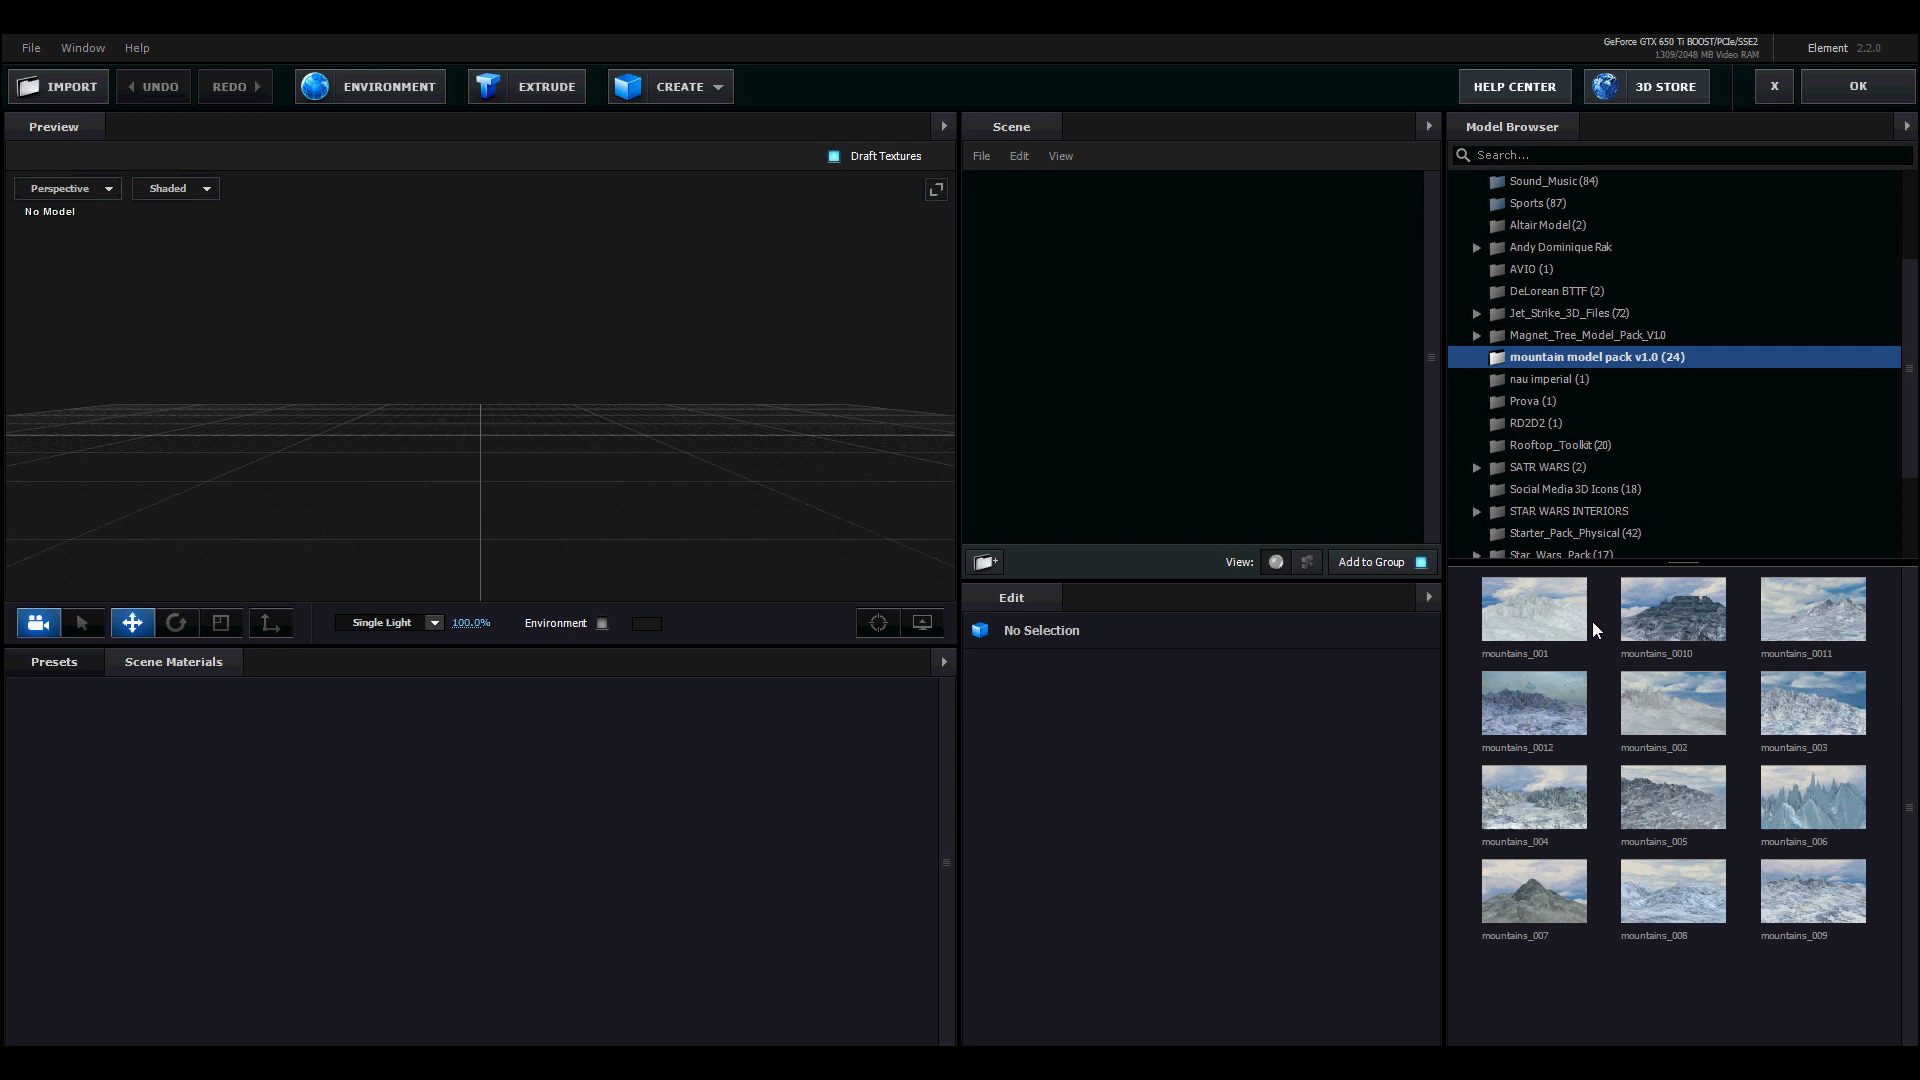 File Window Help
GeForce GTX 650 Ti BOOST/PCIe/SSE2
1309/2048 MB Video RAM
Element 2.2.0
IMPORT UNDO REDO ENVIRONMENT EXTRUDE CREATE HELP CENTER 3D STORE X OK
Preview
Draft Textures
Perspective Shaded
No Model
Single Light 100.0% Environment
Presets Scene Materials
Scene
File Edit View
View: Add to Group
Edit
No Selection
Model Browser
Search...
Sound_Music (84)
Sports (87)
Altair Model (2)
Andy Dominique Rak
AVIO (1)
DeLorean BTTF (2)
Jet_Strike_3D_Files (72)
Magnet_Tree_Model_Pack_V1.0
mountain model pack v1.0 (24)
nau imperial (1)
Prova (1)
RD2D2 (1)
Rooftop_Toolkit (20)
SATR WARS (2)
Social Media 3D Icons (18)
STAR WARS INTERIORS
Starter_Pack_Physical (42)
Star_Wars_Pack (17)
mountains_001 mountains_0010 mountains_0011
mountains_0012 mountains_002 mountains_003
mountains_004 mountains_005 mountains_006
mountains_007 mountains_008 mountains_009